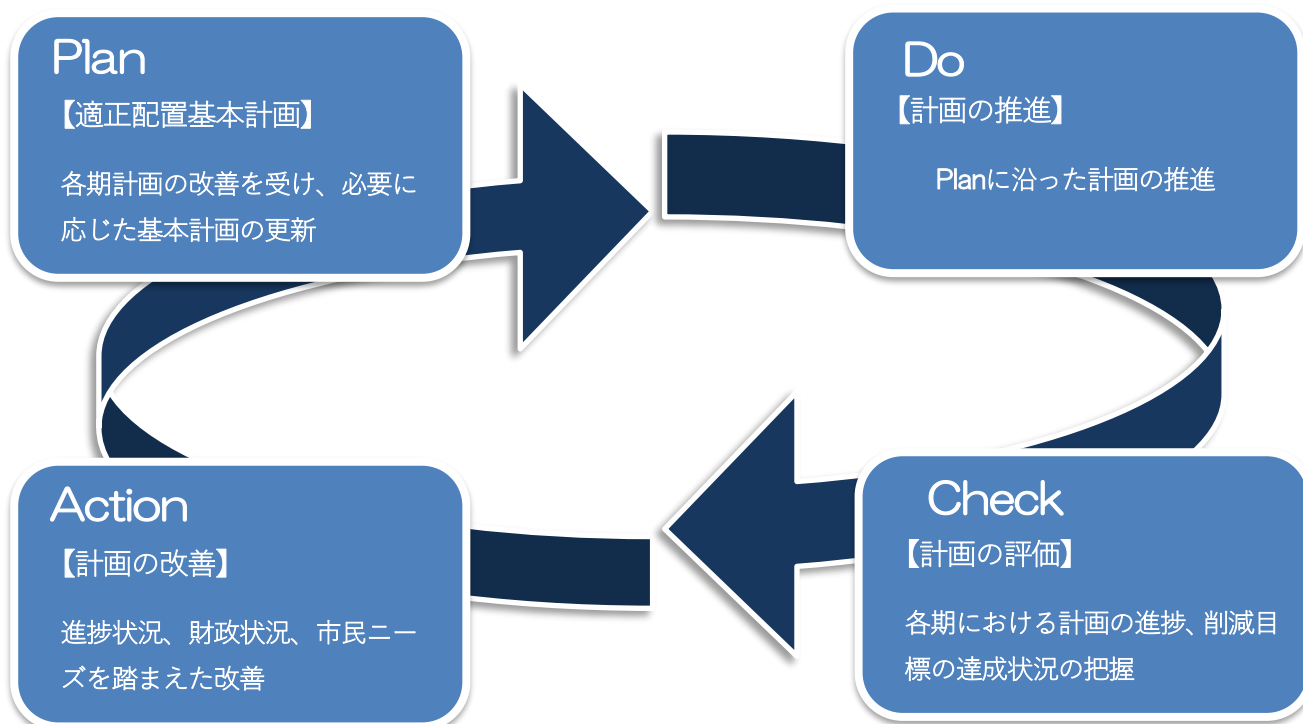 Plan
【適正配置基本計画】
各期計画の改善を受け、必要に
応じた基本計画の更新
Do
【計画の推進】
Planに沿った計画の推進
Check
【計画の評価】
各期における計画の進捗、削減目
標の達成状況の把握
Action
【計画の改善】
進捗状況、財政状況、市民ニー
ズを踏まえた改善